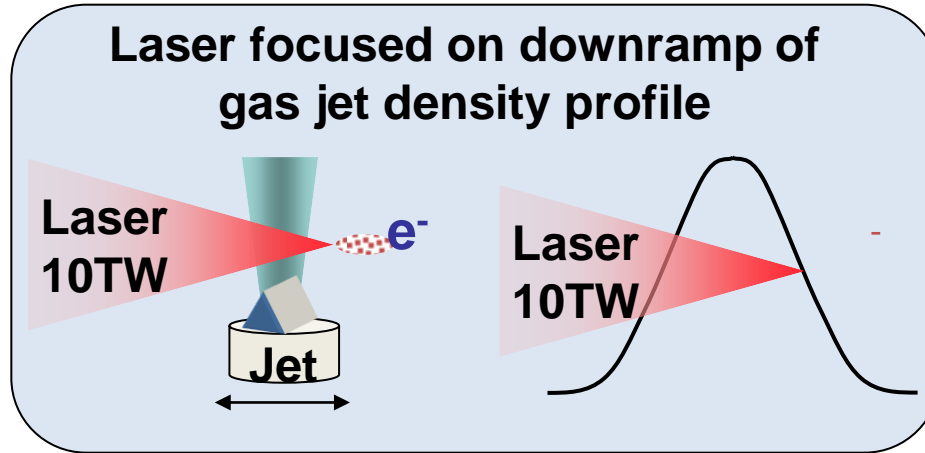 Laser focused on downramp of
gas jet density profile
Laser
10TW
e-
Jet
Laser
10TW
-